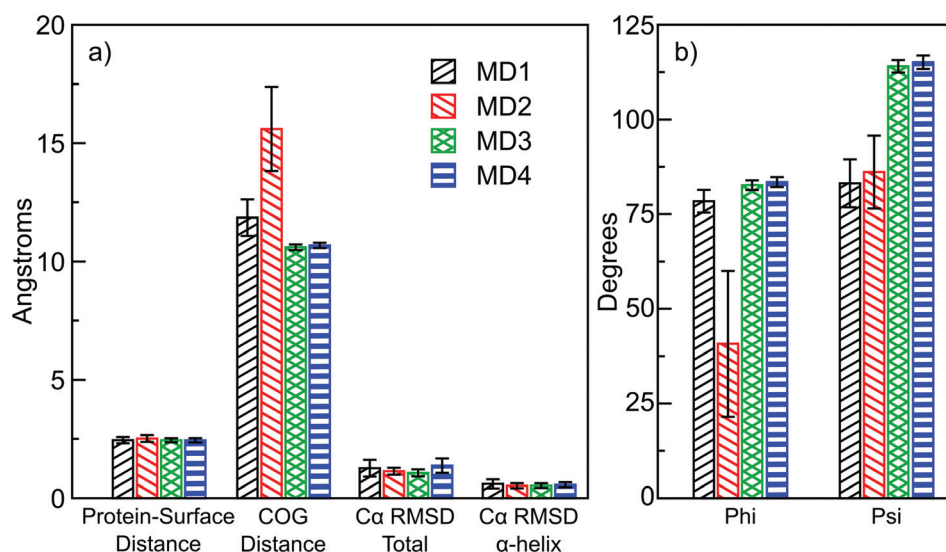 a)
MD1
MD2
MD3
MD4
Angstroms
20
15
10
5
0
Protein-Surface
Distance
COG
Distance
Cα RMSD
Total
Cα RMSD
α-helix
b)
Degrees
125
100
75
50
25
0
Phi
Psi